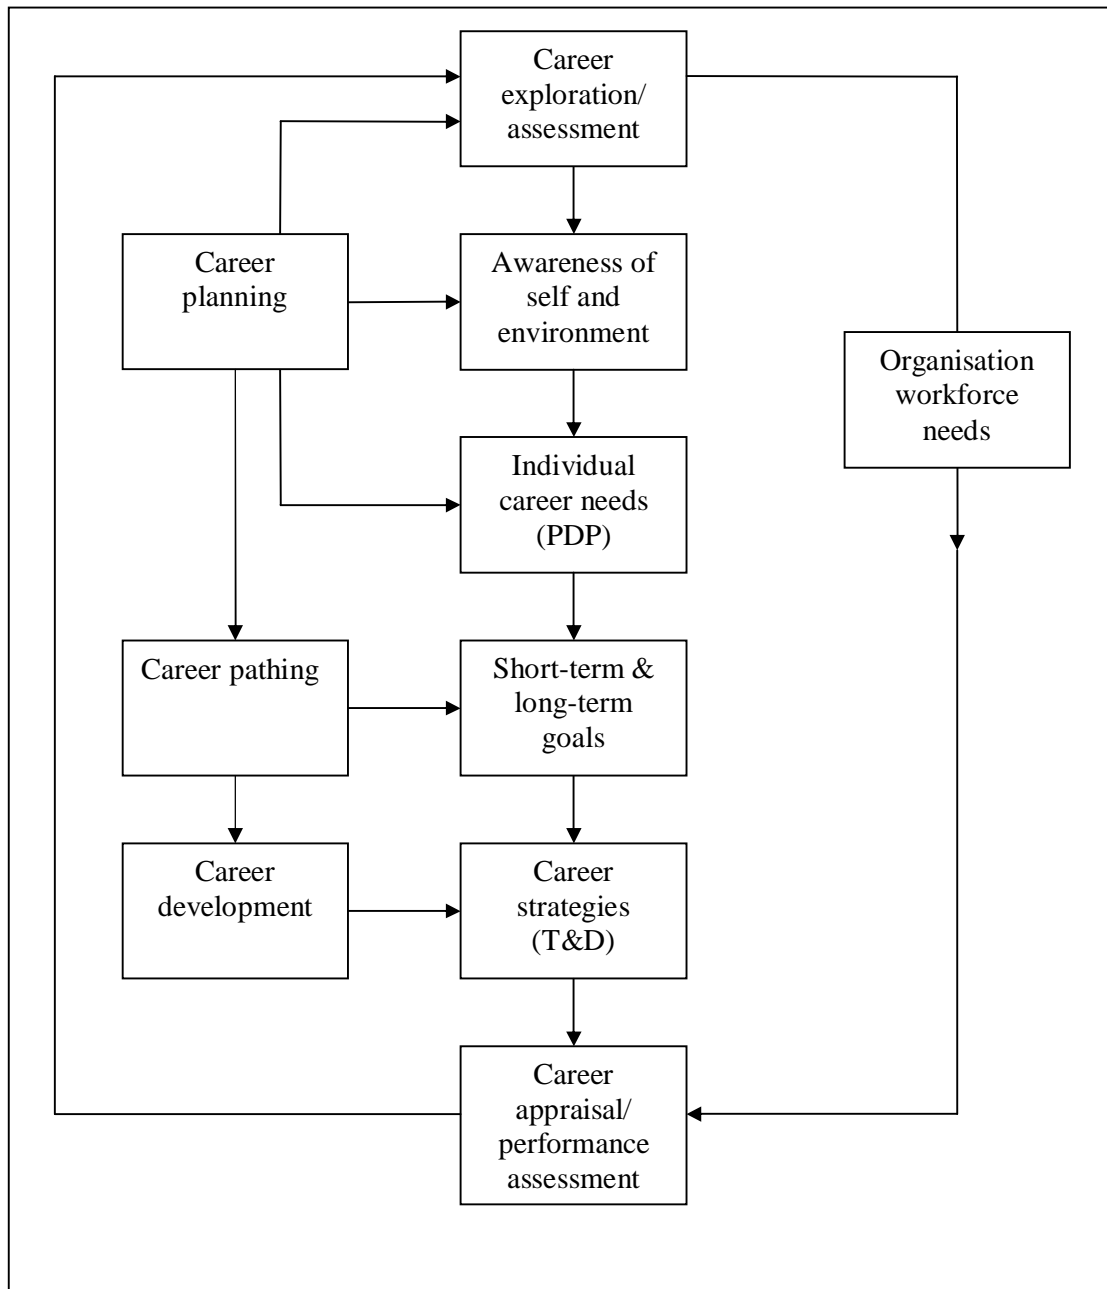 Career
exploration/
assessment
Career
planning
Awareness of
self and
environment
Organisation
workforce
needs
Individual
career needs
(PDP)
Career pathing
Short-term &
long-term
goals
Career
development
Career
strategies
(T&D)
Career
appraisal/
performance
assessment